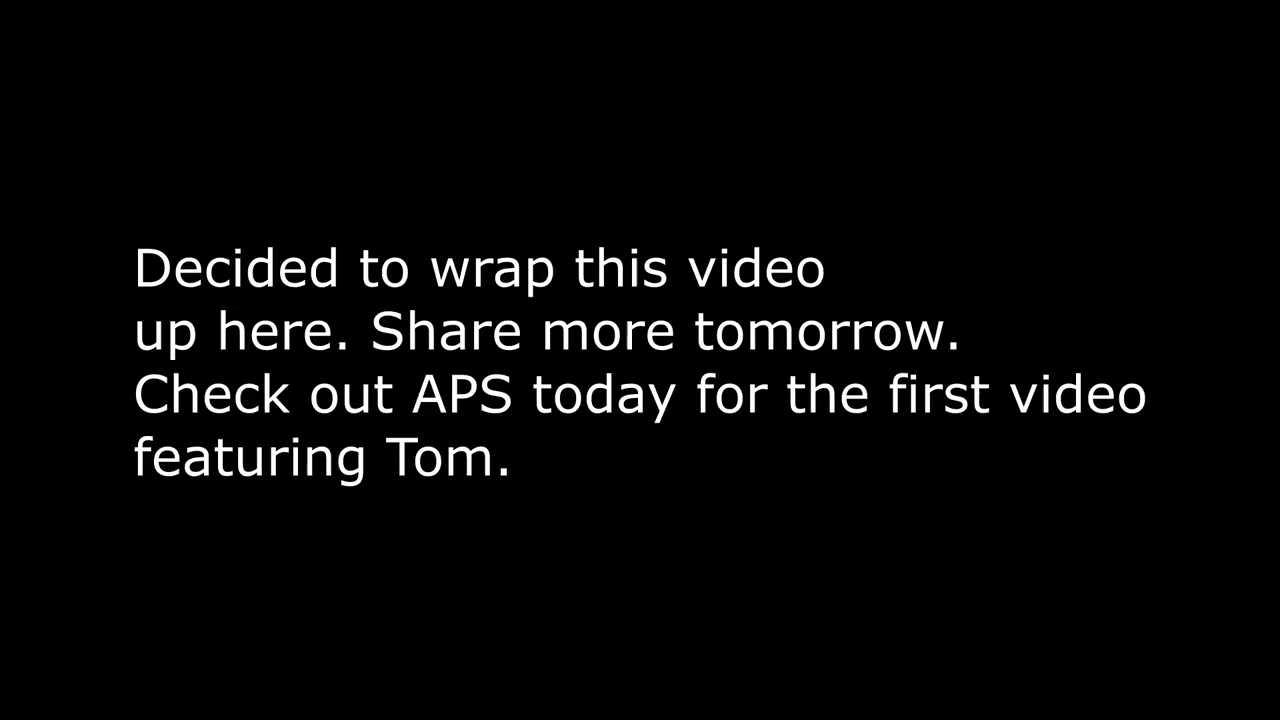 Decided to wrap this video
up here. Share more tomorrow.
Check out APS today for the first video
featuring Tom.